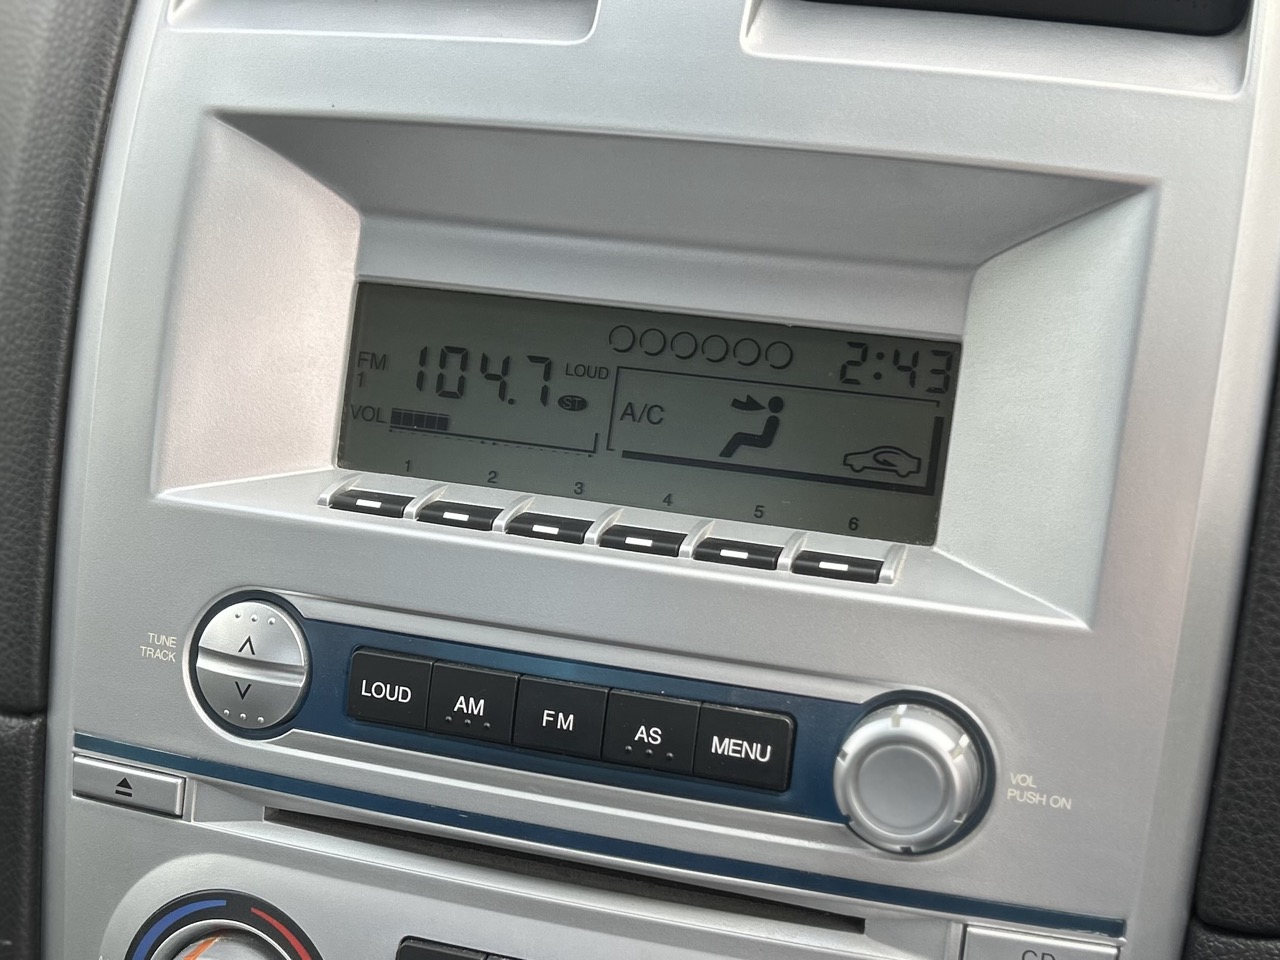 2:43
FM 104.7 LOUD
1 ST
A/C
VOL
1 2 3 4 5 6
TUNE
TRACK
LOUD AM FM AS MENU
VOL
PUSH ON
CD